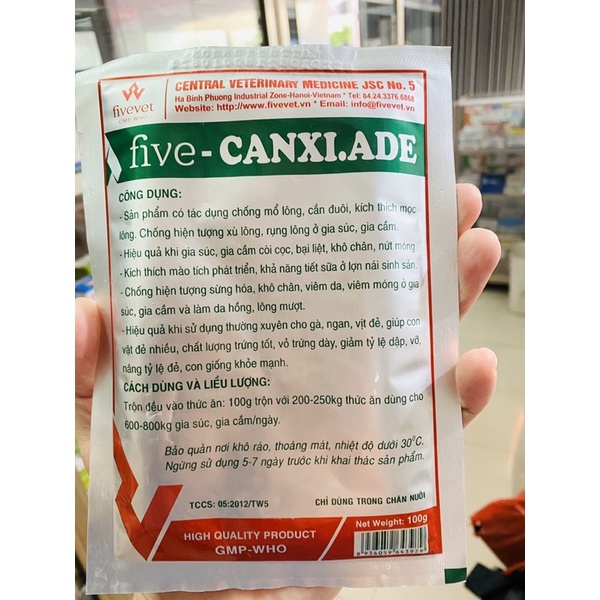 fivevet
GMP-WHO
CENTRAL VETERINARY MEDICINE JSC No. 5
Ha Binh Phuong Industrial Zone-Hanoi-Vietnam * Tel: 84.24.3376.6868
Website: http://www.fivevet.vn * Email: info@fivevet.vn
five - CANXI.ADE
CÔNG DỤNG:
- Sản phẩm có tác dụng chống mổ lông, cắn đuôi, kích thích mọc
lông. Chống hiện tượng xù lông, rụng lông ở gia súc, gia cầm.
- Hiệu quả khi gia súc, gia cầm còi cọc, bại liệt, khô chân, nứt móng.
- Kích thích mào tích phát triển, khả năng tiết sữa ở lợn nái sinh sản.
- Chống hiện tượng sừng hóa, khô chân, viêm da, viêm móng ở gia
súc, gia cầm và làm da hồng, lông mượt.
- Hiệu quả khi sử dụng thường xuyên cho gà, ngan, vịt đẻ, giúp con
vật đẻ nhiều, chất lượng trứng tốt, vỏ trứng dày, giảm tỷ lệ dập, vỡ,
nâng tỷ lệ đẻ, con giống khỏe mạnh.
CÁCH DÙNG VÀ LIỀU LƯỢNG:
Trộn đều vào thức ăn: 100g trộn với 200-250kg thức ăn dùng cho
600-800kg gia súc, gia cầm/ngày.
Bảo quản nơi khô ráo, thoáng mát, nhiệt độ dưới 30°C.
Ngừng sử dụng 5-7 ngày trước khi khai thác sản phẩm.
TCCS: 05:2012/TW5
CHỈ DÙNG TRONG CHĂN NUÔI
Net Weight: 100g
HIGH QUALITY PRODUCT
GMP-WHO
8 936059 643929